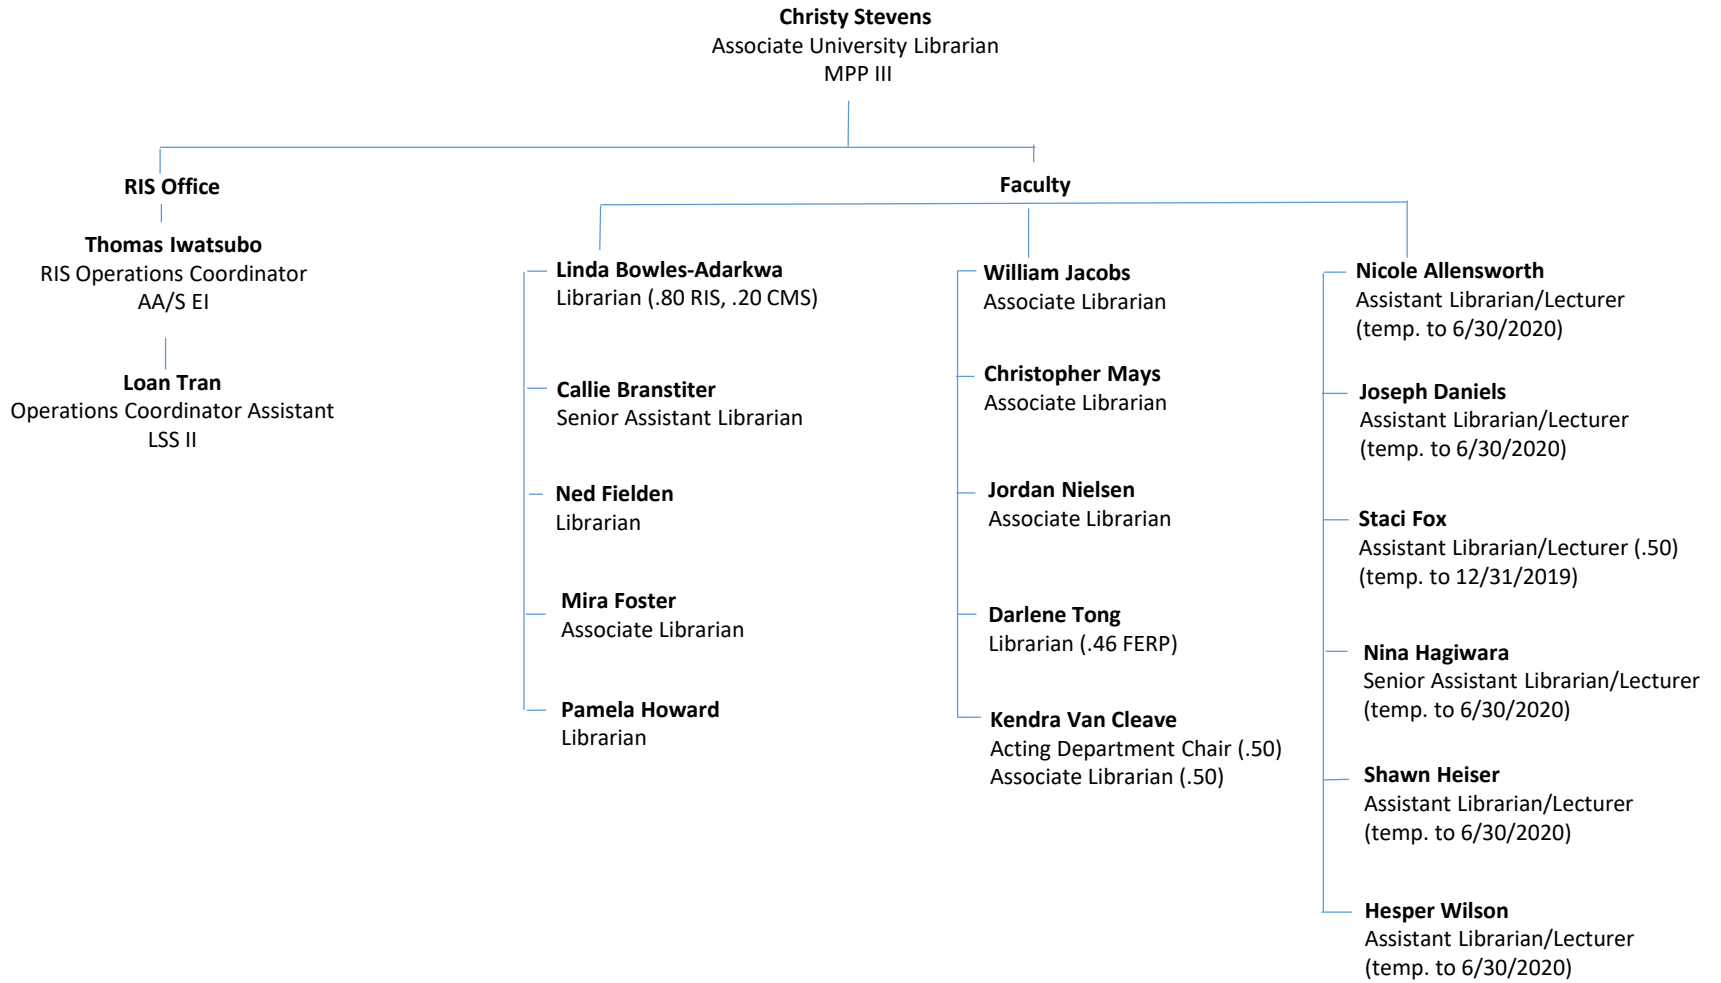 Christy Stevens
Associate University Librarian
MPP III
RIS Office
Thomas Iwatsubo
RIS Operations Coordinator
AA/S EI
Loan Tran
Operations Coordinator Assistant
LSS II
Faculty
Linda Bowles-Adarkwa
Librarian (.80 RIS, .20 CMS)
Callie Branstiter
Senior Assistant Librarian
Ned Fielden
Librarian
Mira Foster
Associate Librarian
Pamela Howard
Librarian
William Jacobs
Associate Librarian
Christopher Mays
Associate Librarian
Jordan Nielsen
Associate Librarian
Darlene Tong
Librarian (.46 FERP)
Kendra Van Cleave
Acting Department Chair (.50)
Associate Librarian (.50)
Nicole Allensworth
Assistant Librarian/Lecturer
(temp. to 6/30/2020)
Joseph Daniels
Assistant Librarian/Lecturer
(temp. to 6/30/2020)
Staci Fox
Assistant Librarian/Lecturer (.50)
(temp. to 12/31/2019)
Nina Hagiwara
Senior Assistant Librarian/Lecturer
(temp. to 6/30/2020)
Shawn Heiser
Assistant Librarian/Lecturer
(temp. to 6/30/2020)
Hesper Wilson
Assistant Librarian/Lecturer
(temp. to 6/30/2020)